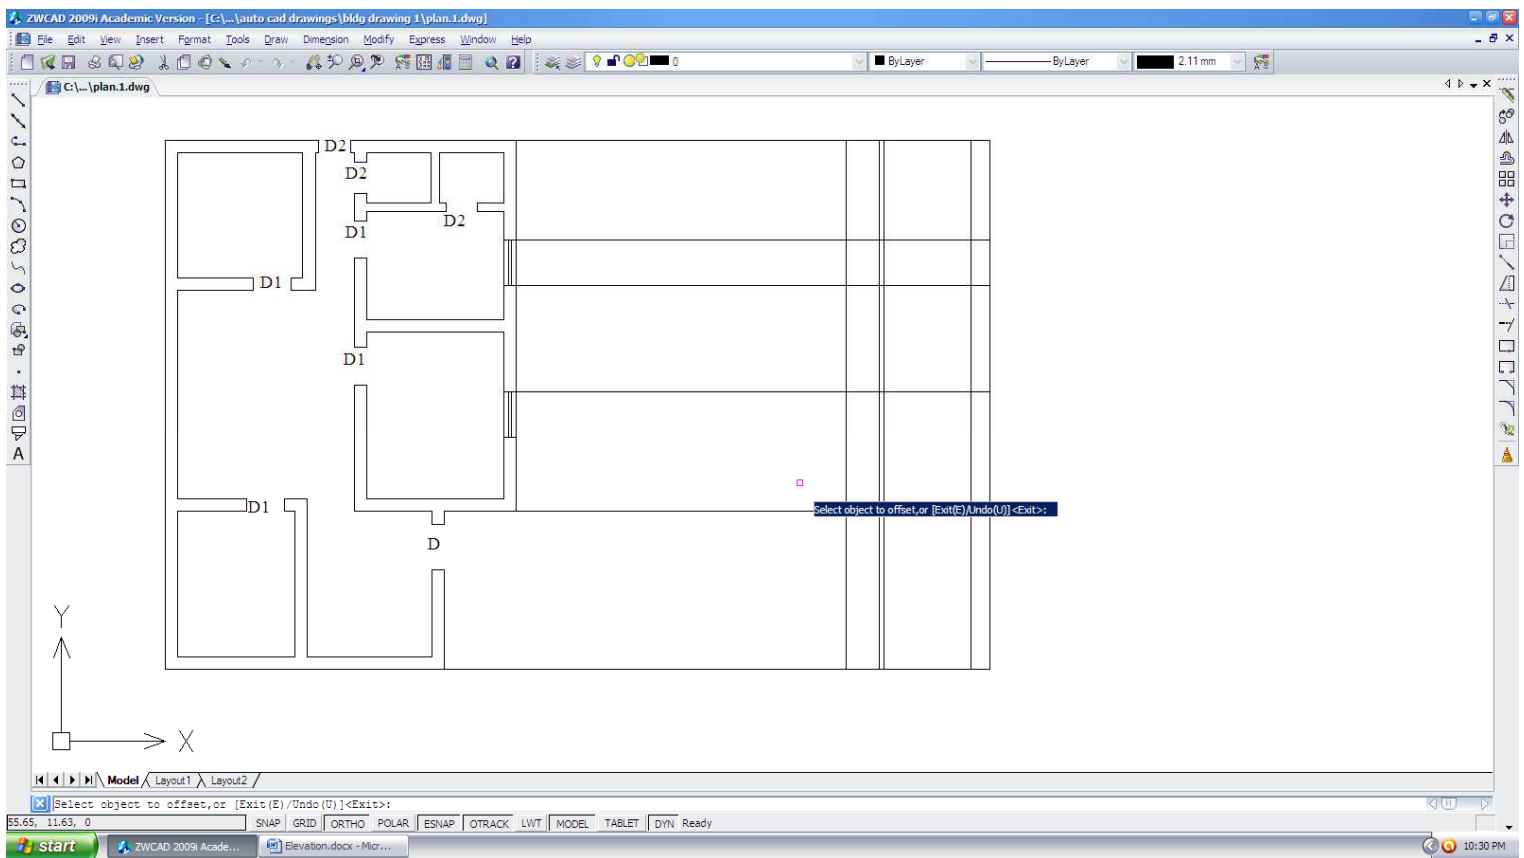 ZWCAD 2009i Academic Version - [C:\...\auto cad drawings\bldg drawing 1\plan.1.dwg]
File Edit View Insert Format Tools Draw Dimension Modify Express Window Help
0 ByLayer ByLayer 2.11 mm
C:\...\plan.1.dwg
D2
D2
D2
D1
D1
D1
D1
Select object to offset,or [Exit(E)/Undo(U)]<Exit>:
D
Y
X
A
Model Layout1 Layout2
Select object to offset,or [Exit(E)/Undo(U)]<Exit>:
55.65, 11.63, 0 SNAP GRID ORTHO POLAR ESNAP OTRACK LWT MODEL TABLET DYN Ready
start ZWCAD 2009i Acade... Elevation.docx - Micr... 10:30 PM